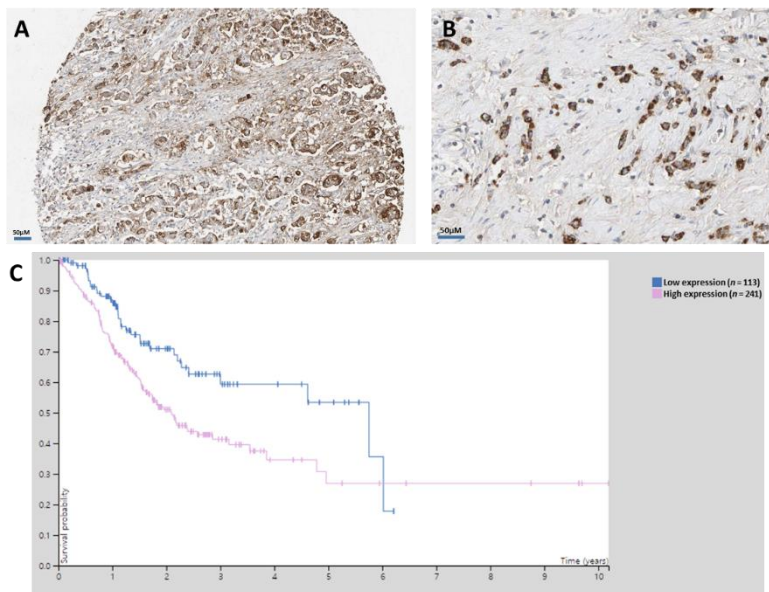 A
B
50µM
50µM
C
Low expression (n = 113)
High expression (n = 241)
1.0
0.9
0.8
0.7
0.6
0.5
0.4
0.3
0.2
0.1
0.0
Survival probability
Time (years)
0
1
2
3
4
5
6
7
8
9
10